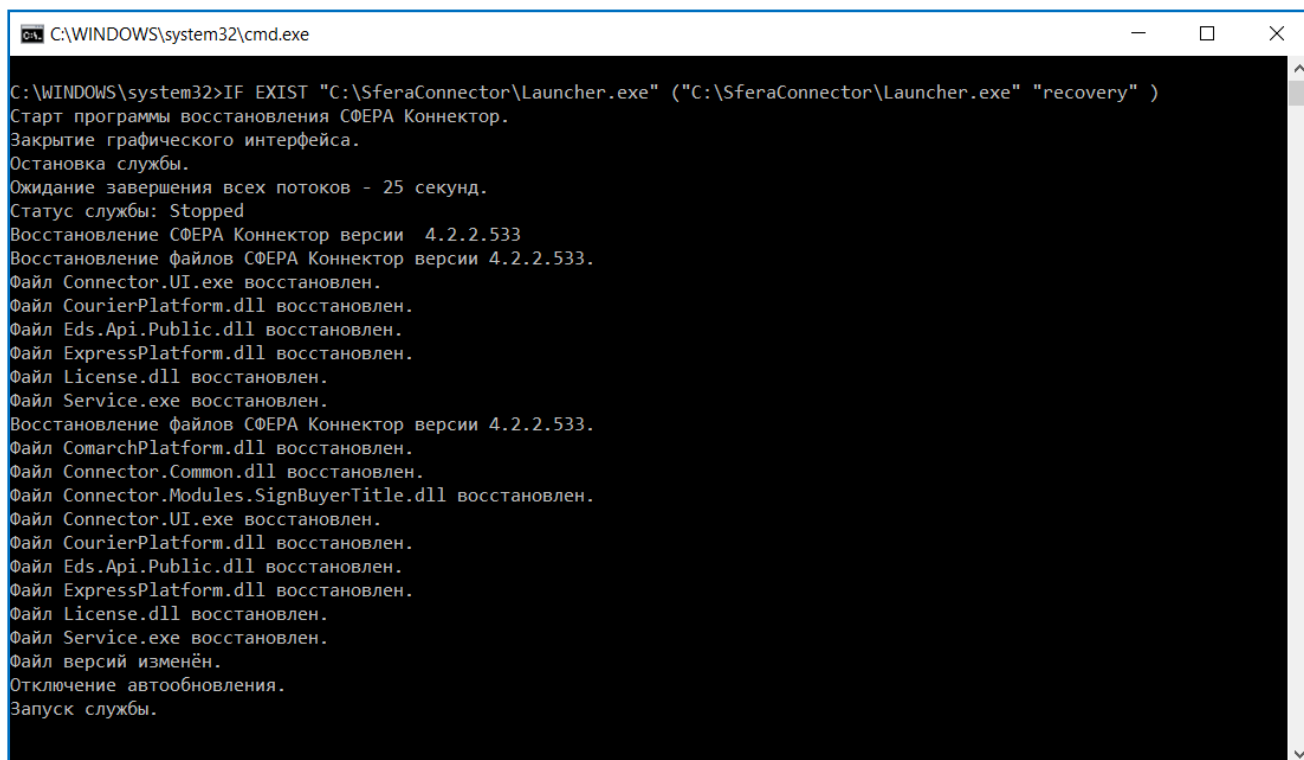 C:\WINDOWS\system32\cmd.exe
C:\WINDOWS\system32>IF EXIST "C:\SferaConnector\Launcher.exe" ("C:\SferaConnector\Launcher.exe" "recovery" )
Старт программы восстановления СФЕРА Коннектор.
Закрытие графического интерфейса.
Остановка службы.
Ожидание завершения всех потоков - 25 секунд.
Статус службы: Stopped
Восстановление СФЕРА Коннектор версии  4.2.2.533
Восстановление файлов СФЕРА Коннектор версии 4.2.2.533.
Файл Connector.UI.exe восстановлен.
Файл CourierPlatform.dll восстановлен.
Файл Eds.Api.Public.dll восстановлен.
Файл ExpressPlatform.dll восстановлен.
Файл License.dll восстановлен.
Файл Service.exe восстановлен.
Восстановление файлов СФЕРА Коннектор версии 4.2.2.533.
Файл ComarchPlatform.dll восстановлен.
Файл Connector.Common.dll восстановлен.
Файл Connector.Modules.SignBuyerTitle.dll восстановлен.
Файл Connector.UI.exe восстановлен.
Файл CourierPlatform.dll восстановлен.
Файл Eds.Api.Public.dll восстановлен.
Файл ExpressPlatform.dll восстановлен.
Файл License.dll восстановлен.
Файл Service.exe восстановлен.
Файл версий изменён.
Отключение автообновления.
Запуск службы.